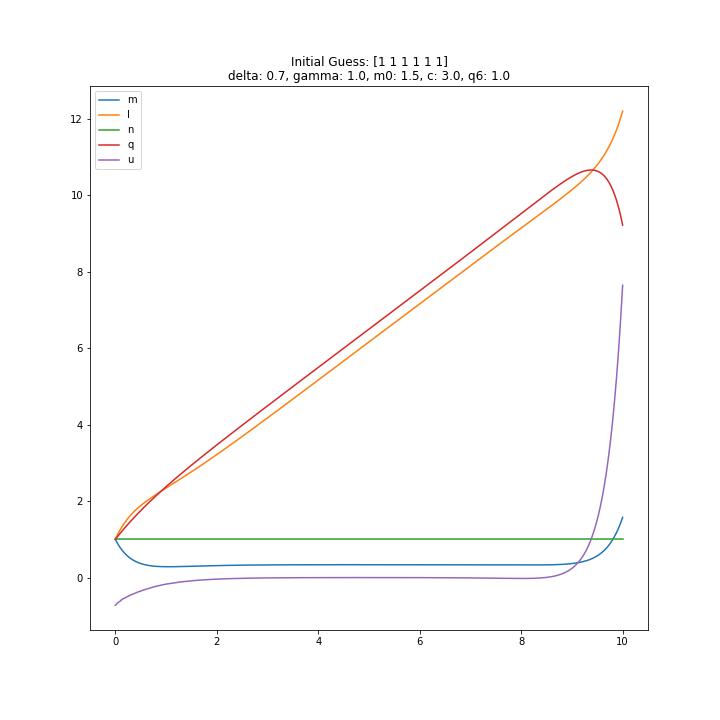 Initial Guess: [1 1 1 1 1 1]
delta: 0.7, gamma: 1.0, m0: 1.5, c: 3.0, q6: 1.0
m
l
n
q
u
12
10
8
6
4
2
0
0 2 4 6 8 10